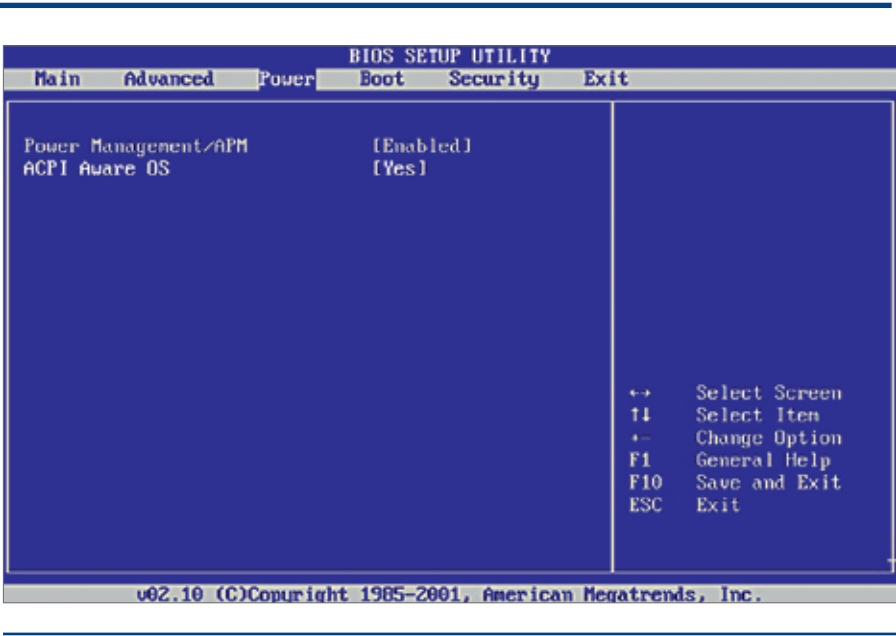 BIOS SETUP UTILITY
Main Advanced Power Boot Security Exit
Power Management/APM [Enabled]
ACPI Aware OS [Yes]
←→ Select Screen
↑↓ Select Item
+- Change Option
F1 General Help
F10 Save and Exit
ESC Exit
v02.10 (C)Copyright 1985-2001, American Megatrends, Inc.